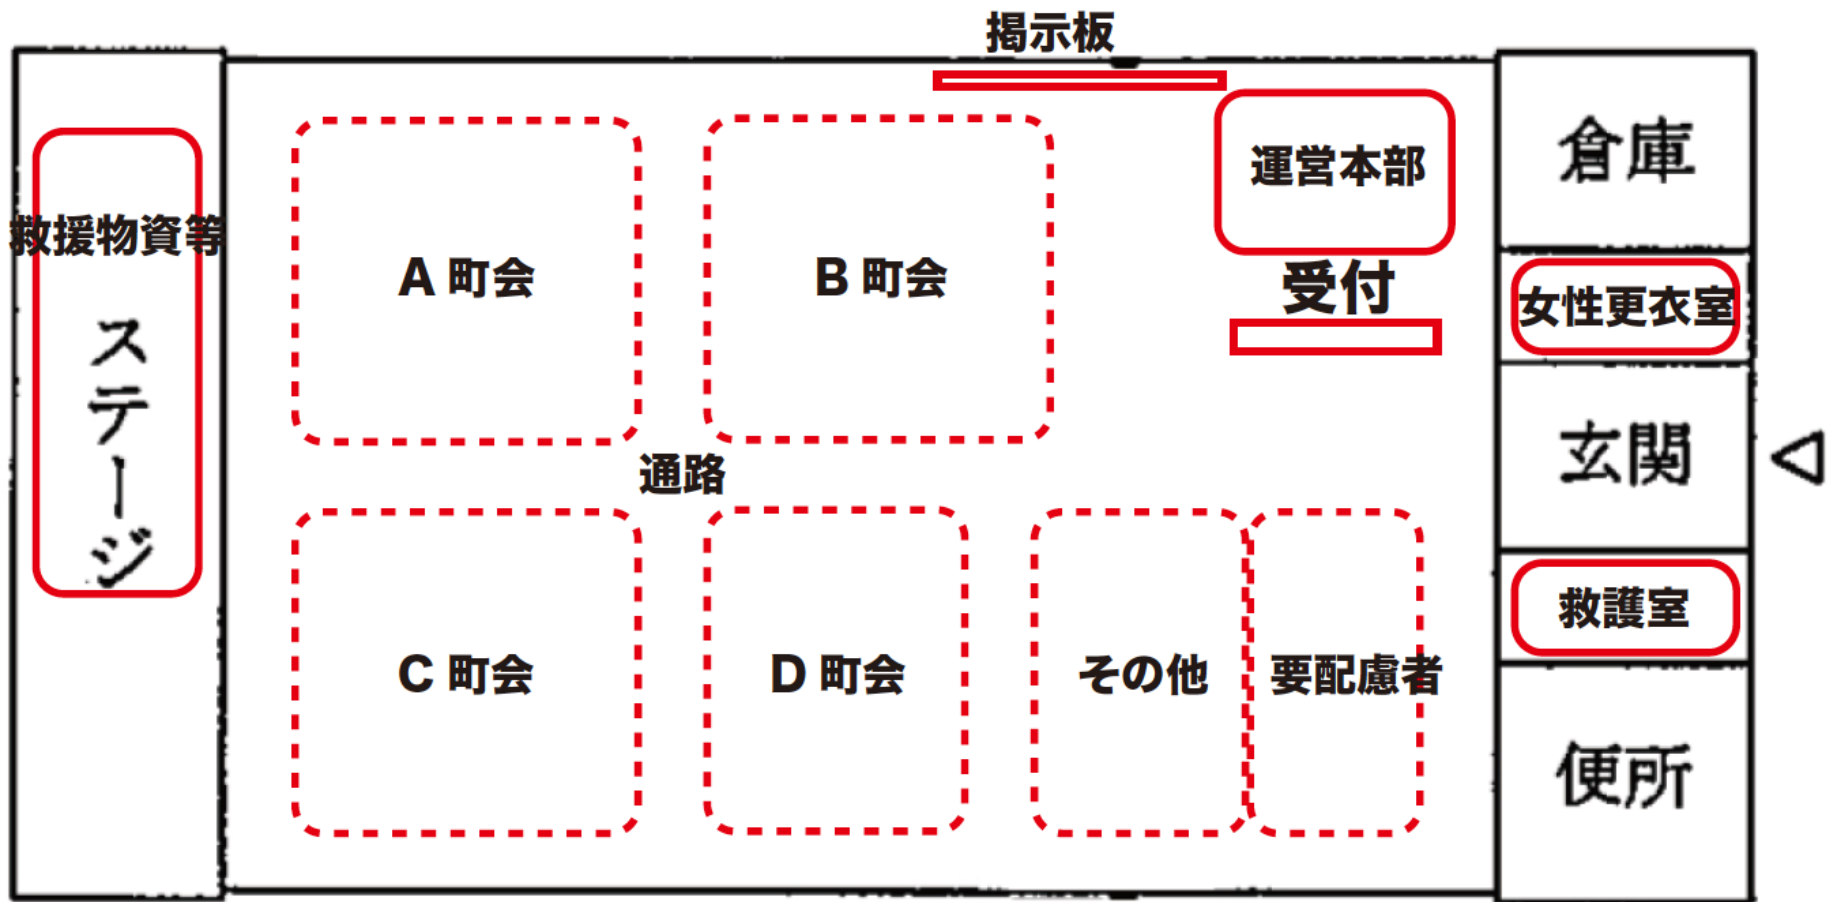 掲示板
救援物資等
ステージ
A 町会
B 町会
運営本部
受付
倉庫
女性更衣室
通路
玄関
C 町会
D 町会
その他
要配慮者
救護室
便所